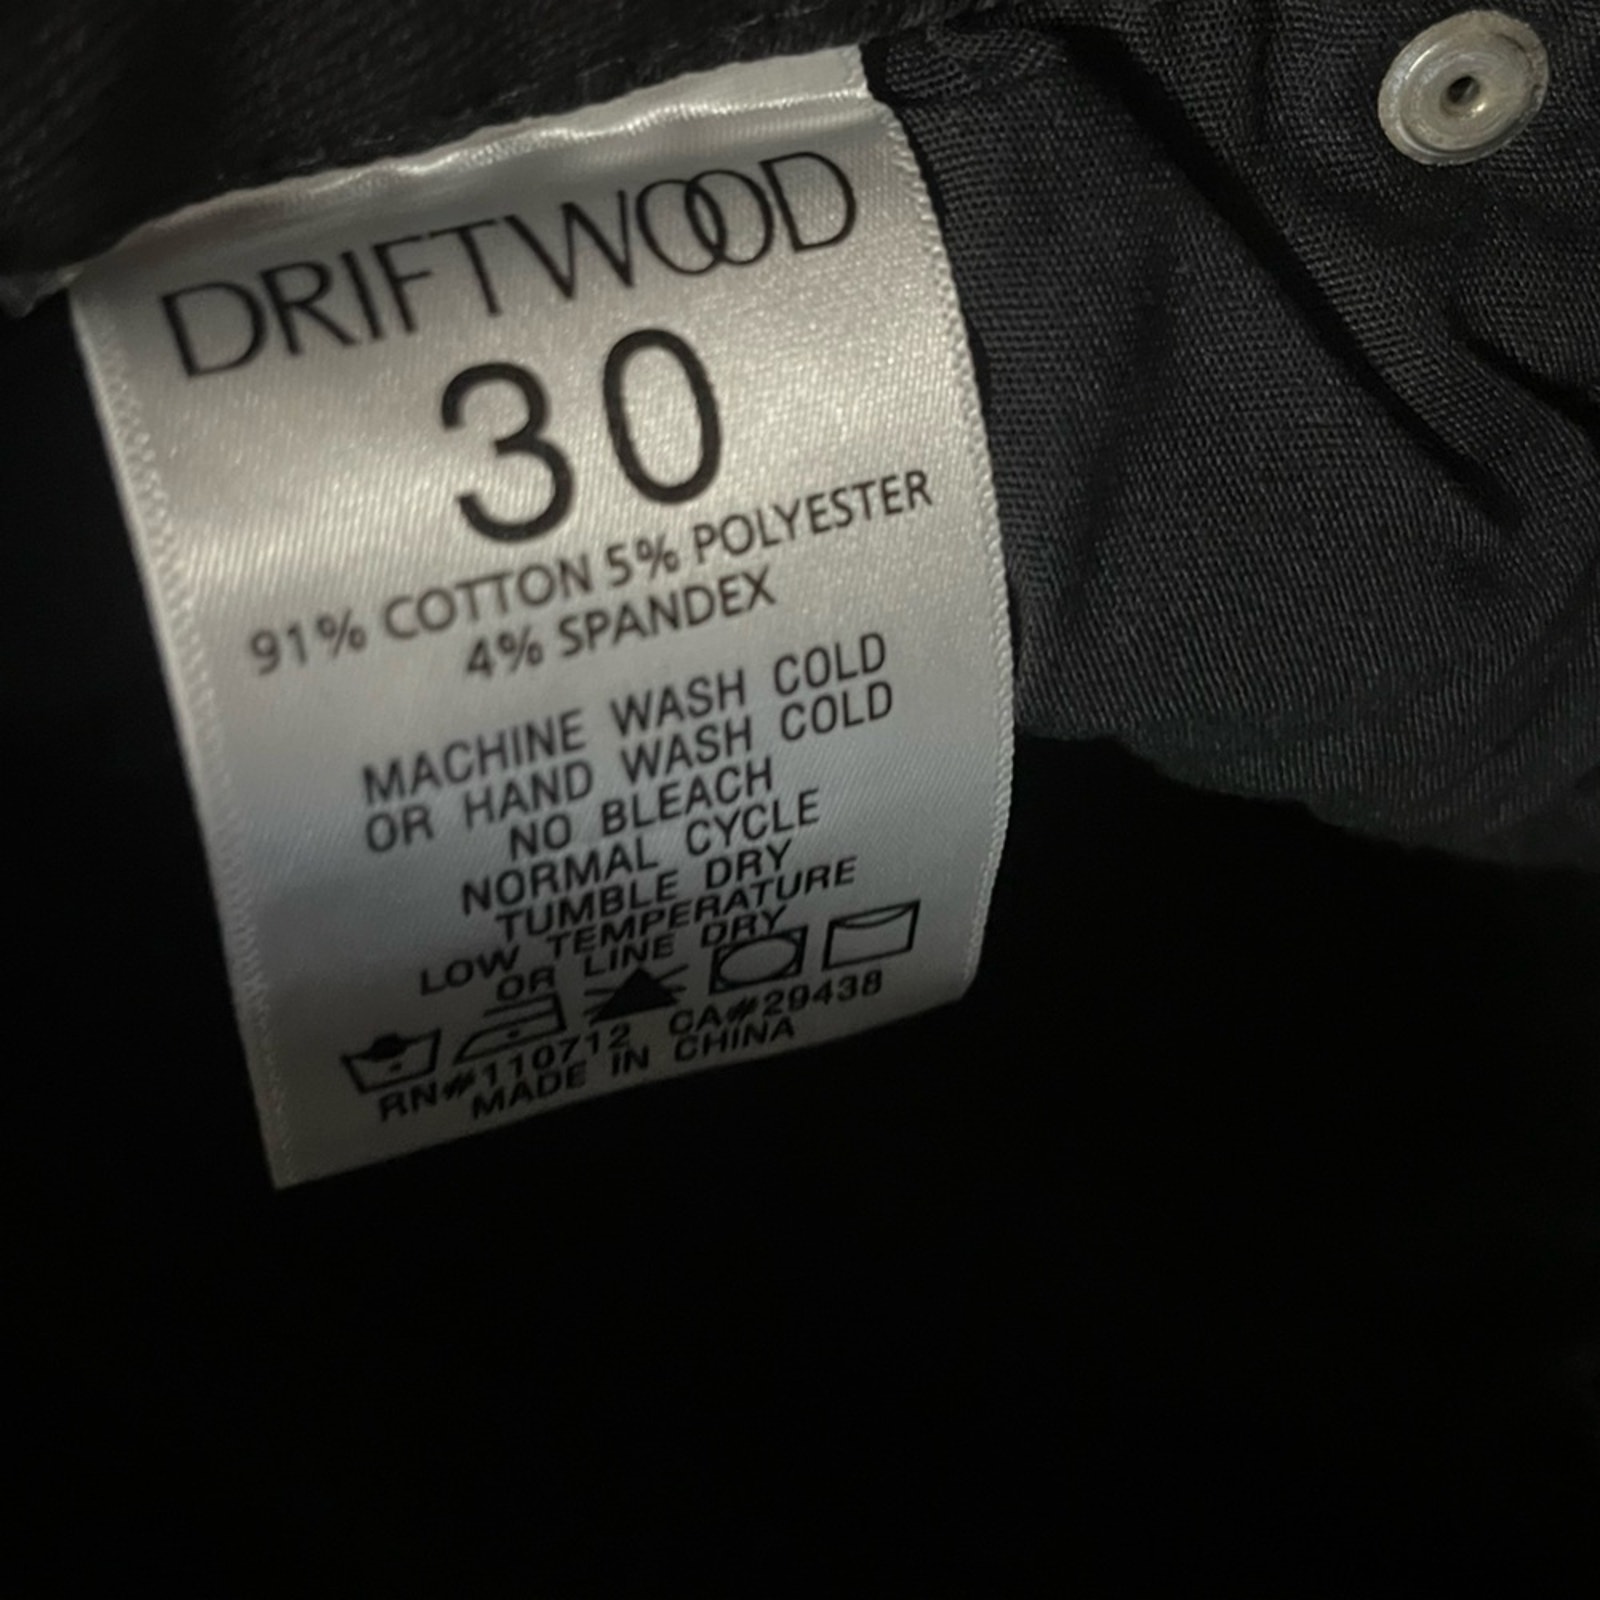 DRIFTWOOD
30
91% COTTON 5% POLYESTER
4% SPANDEX
MACHINE WASH COLD
OR HAND WASH COLD
NO BLEACH
NORMAL CYCLE
TUMBLE DRY
LOW TEMPERATURE
OR LINE DRY
RN#110712 CA#29438
MADE IN CHINA